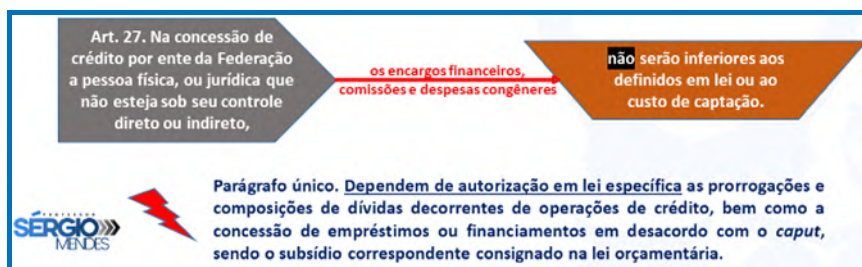 Art. 27. Na concessão de
crédito por ente da Federação
a pessoa física, ou jurídica que
não esteja sob seu controle
direto ou indireto,
os encargos financeiros,
comissões e despesas congêneres
não serão inferiores aos
definidos em lei ou ao
custo de captação.
Parágrafo único. Dependem de autorização em lei específica as prorrogações e
composições de dívidas decorrentes de operações de crédito, bem como a
concessão de empréstimos ou financiamentos em desacordo com o caput,
sendo o subsídio correspondente consignado na lei orçamentária.
PROFESSOR
SÉRGIO
MENDES